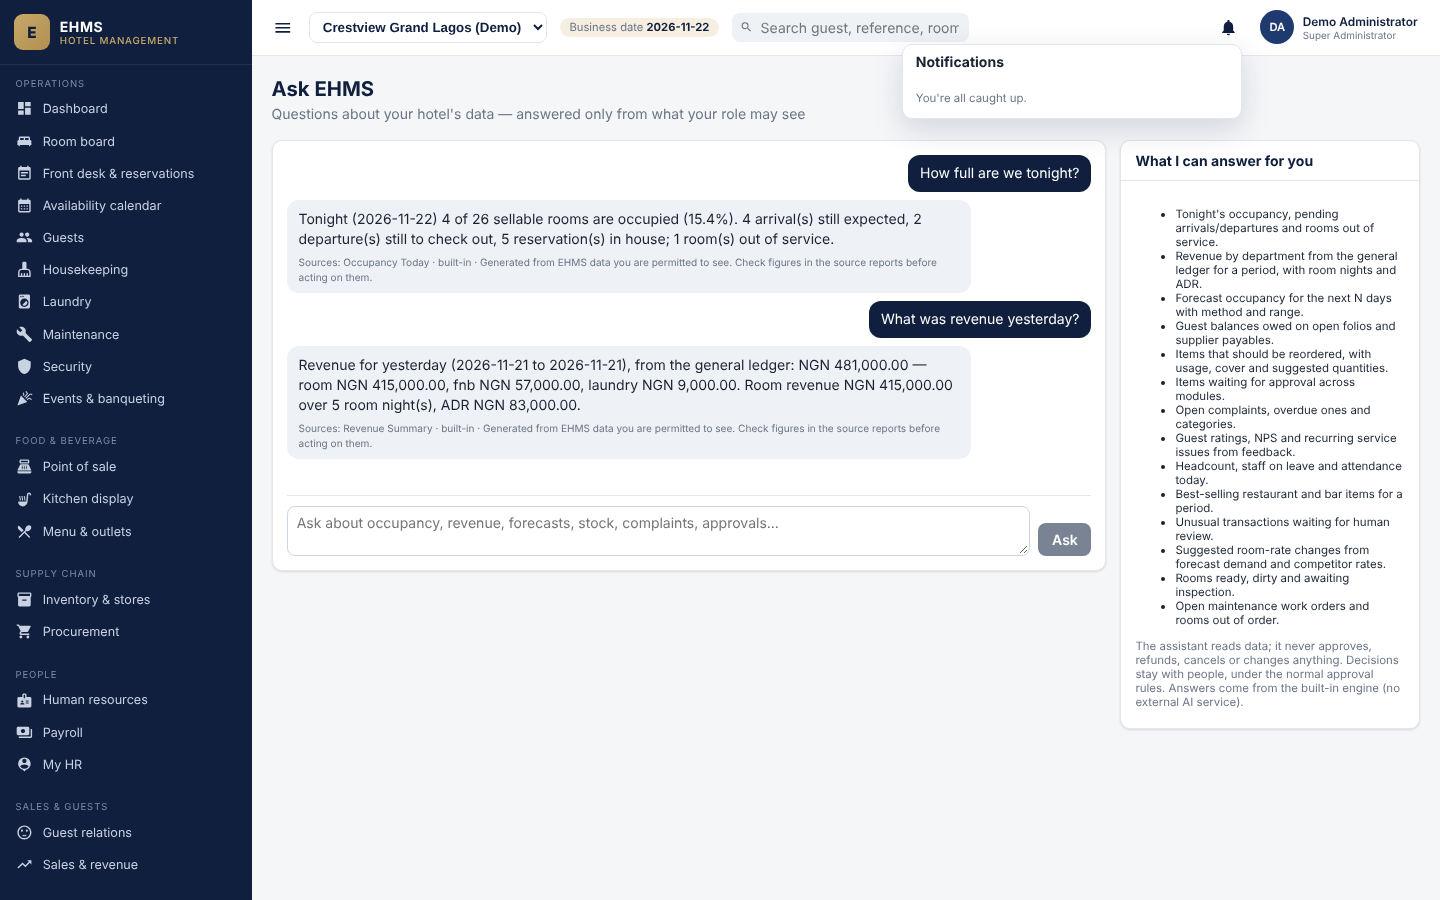 E
EHMS
HOTEL MANAGEMENT
OPERATIONS
Dashboard
Room board
Front desk & reservations
Availability calendar
Guests
Housekeeping
Laundry
Maintenance
Security
Events & banqueting
FOOD & BEVERAGE
Point of sale
Kitchen display
Menu & outlets
SUPPLY CHAIN
Inventory & stores
Procurement
PEOPLE
Human resources
Payroll
My HR
SALES & GUESTS
Guest relations
Sales & revenue
Crestview Grand Lagos (Demo)
Business date 2026-11-22
Search guest, reference, room
DA
Demo Administrator
Super Administrator
Notifications
You're all caught up.
Ask EHMS
Questions about your hotel's data — answered only from what your role may see
How full are we tonight?
Tonight (2026-11-22) 4 of 26 sellable rooms are occupied (15.4%). 4 arrival(s) still expected, 2
departure(s) still to check out, 5 reservation(s) in house; 1 room(s) out of service.
Sources: Occupancy Today · built-in · Generated from EHMS data you are permitted to see. Check figures in the source reports before
acting on them.
What was revenue yesterday?
Revenue for yesterday (2026-11-21 to 2026-11-21), from the general ledger: NGN 481,000.00 —
room NGN 415,000.00, fnb NGN 57,000.00, laundry NGN 9,000.00. Room revenue NGN 415,000.00
over 5 room night(s), ADR NGN 83,000.00.
Sources: Revenue Summary · built-in · Generated from EHMS data you are permitted to see. Check figures in the source reports before
acting on them.
Ask about occupancy, revenue, forecasts, stock, complaints, approvals...
Ask
What I can answer for you
• Tonight's occupancy, pending
arrivals/departures and rooms out of
service.
• Revenue by department from the general
ledger for a period, with room nights and
ADR.
• Forecast occupancy for the next N days
with method and range.
• Guest balances owed on open folios and
supplier payables.
• Items that should be reordered, with
usage, cover and suggested quantities.
• Items waiting for approval across
modules.
• Open complaints, overdue ones and
categories.
• Guest ratings, NPS and recurring service
issues from feedback.
• Headcount, staff on leave and attendance
today.
• Best-selling restaurant and bar items for a
period.
• Unusual transactions waiting for human
review.
• Suggested room-rate changes from
forecast demand and competitor rates.
• Rooms ready, dirty and awaiting
inspection.
• Open maintenance work orders and
rooms out of order.
The assistant reads data; it never approves,
refunds, cancels or changes anything. Decisions
stay with people, under the normal approval
rules. Answers come from the built-in engine (no
external AI service).